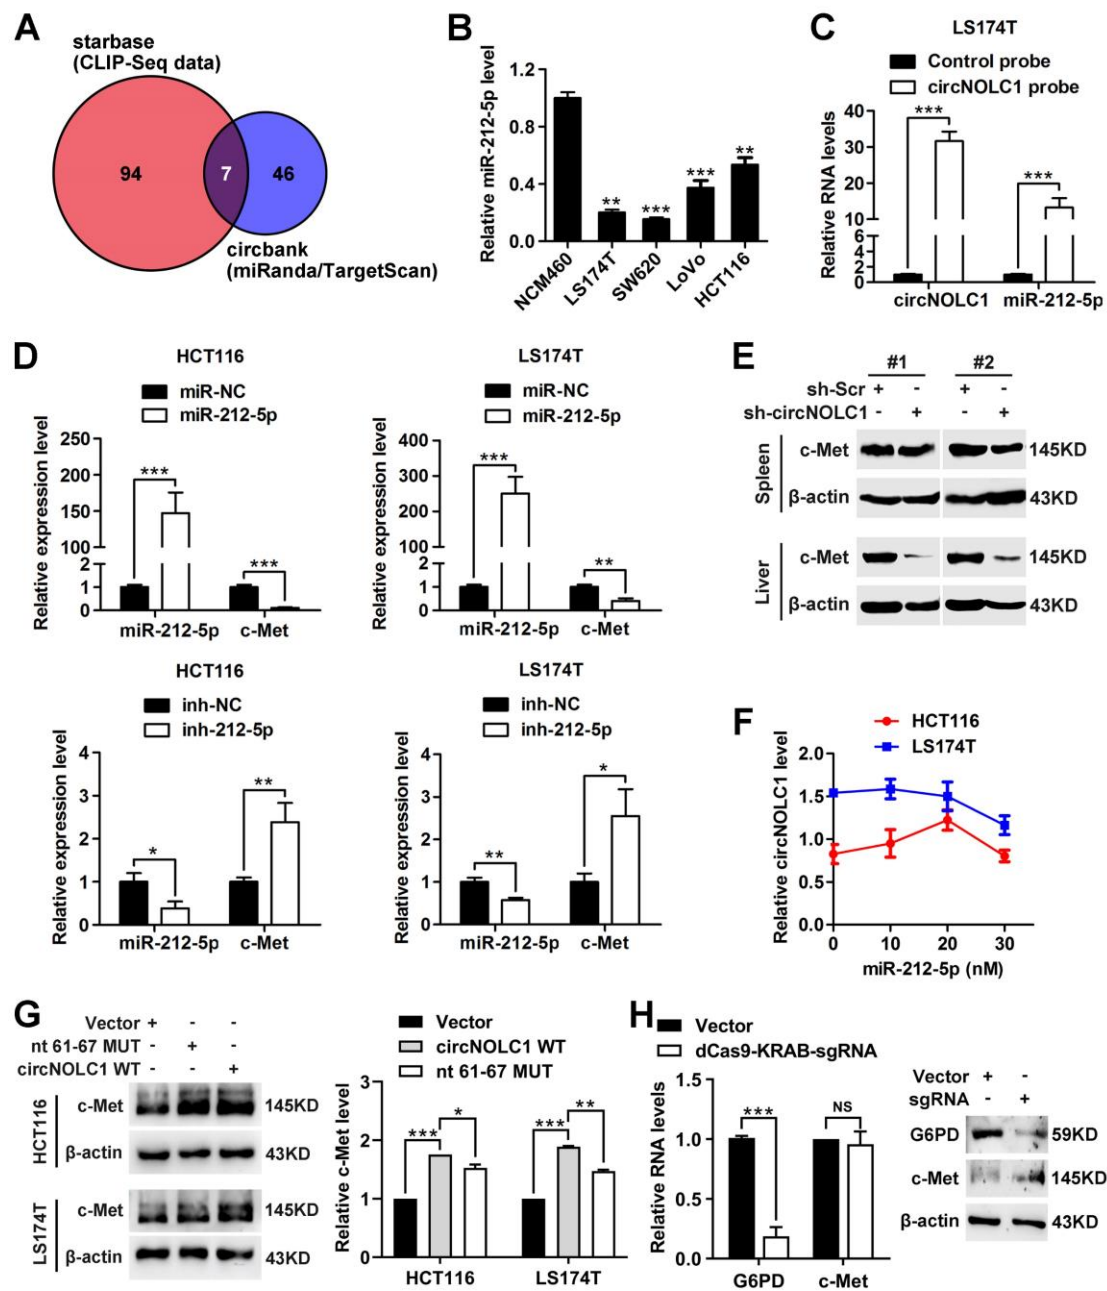 A
starbase
(CLIP-Seq data)
94
7
46
circbank
(miRanda/TargetScan)
B
Relative miR-212-5p level
1.2
0.8
0.4
0.0
**
***
***
**
NCM460
LS174T
SW620
LoVo
HCT116
C
LS174T
Control probe
circNOLC1 probe
Relative RNA levels
40
30
20
10
6
4
2
0
***
***
circNOLC1
miR-212-5p
D
HCT116
miR-NC
miR-212-5p
Relative expression level
250
200
150
100
2
1
0
***
***
miR-212-5p
c-Met
LS174T
miR-NC
miR-212-5p
Relative expression level
400
300
200
100
2
1
0
***
**
miR-212-5p
c-Met
HCT116
inh-NC
inh-212-5p
Relative expression level
4
3
2
1
0
*
**
miR-212-5p
c-Met
LS174T
inh-NC
inh-212-5p
Relative expression level
4
3
2
1
0
**
*
miR-212-5p
c-Met
E
#1 #2
sh-Scr + - + -
sh-circNOLC1 - + - +
Spleen
c-Met 145KD
β-actin 43KD
Liver
c-Met 145KD
β-actin 43KD
F
HCT116
LS174T
Relative circNOLC1 level
2.0
1.5
1.0
0.5
0.0
0 10 20 30
miR-212-5p (nM)
G
Vector + - -
nt 61-67 MUT - + -
circNOLC1 WT - - +
HCT116
c-Met 145KD
β-actin 43KD
LS174T
c-Met 145KD
β-actin 43KD
Vector
circNOLC1 WT
nt 61-67 MUT
Relative c-Met level
3
2
1
0
***
*
***
**
HCT116
LS174T
H
Vector
dCas9-KRAB-sgRNA
Relative RNA levels
1.5
1.0
0.5
0.0
***
NS
G6PD
c-Met
Vector + -
sgRNA - +
G6PD 59KD
c-Met 145KD
β-actin 43KD